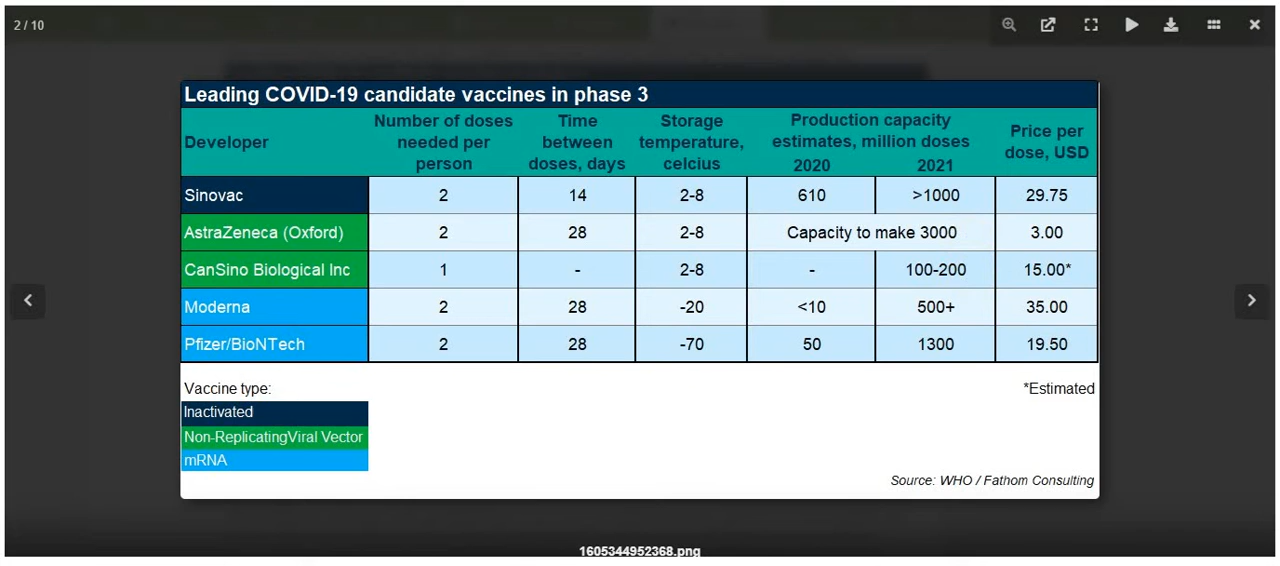 2 / 10
Leading COVID-19 candidate vaccines in phase 3
Developer
Number of doses needed per person
Time between doses, days
Storage temperature, celcius
Production capacity estimates, million doses
2020 2021
Price per dose, USD
Sinovac 2 14 2-8 610 >1000 29.75
AstraZeneca (Oxford) 2 28 2-8 Capacity to make 3000 3.00
CanSino Biological Inc 1 - 2-8 - 100-200 15.00*
Moderna 2 28 -20 <10 500+ 35.00
Pfizer/BioNTech 2 28 -70 50 1300 19.50
Vaccine type: *Estimated
Inactivated
Non-ReplicatingViral Vector
mRNA
Source: WHO / Fathom Consulting
1605344952368.png